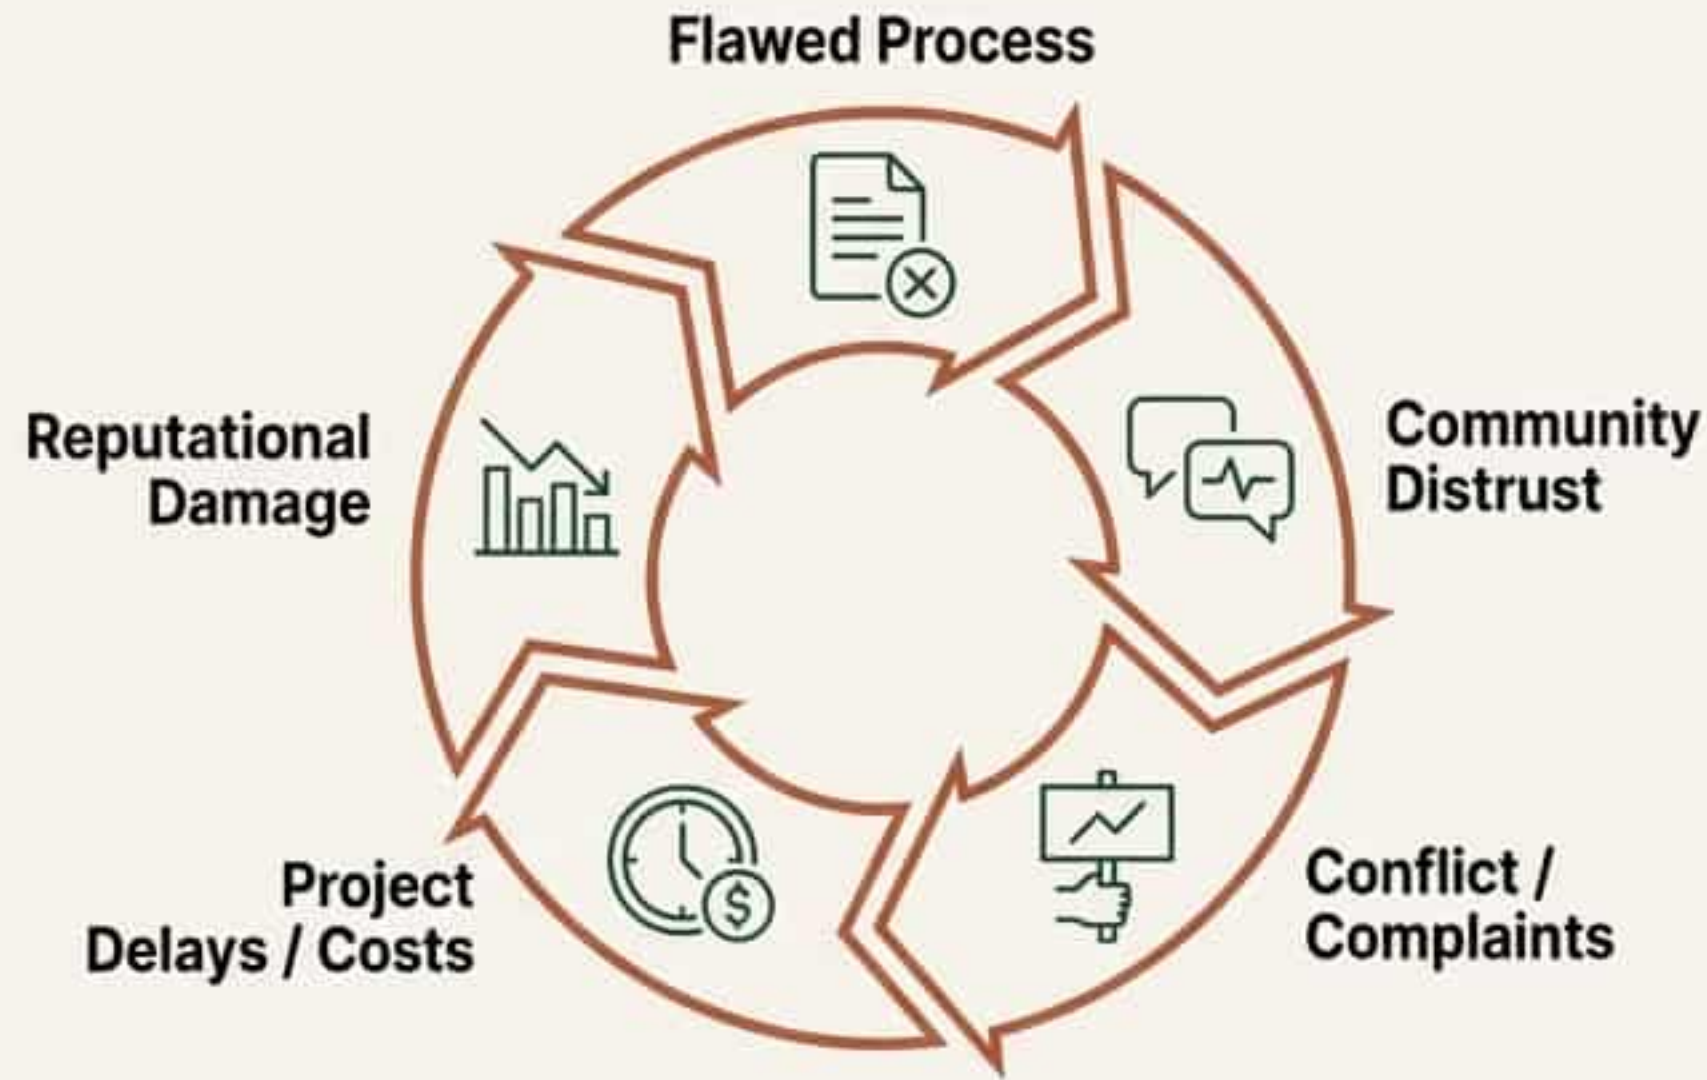 Flawed Process
Community
Distrust
Conflict /
Complaints
Project
Delays / Costs
Reputational
Damage
$